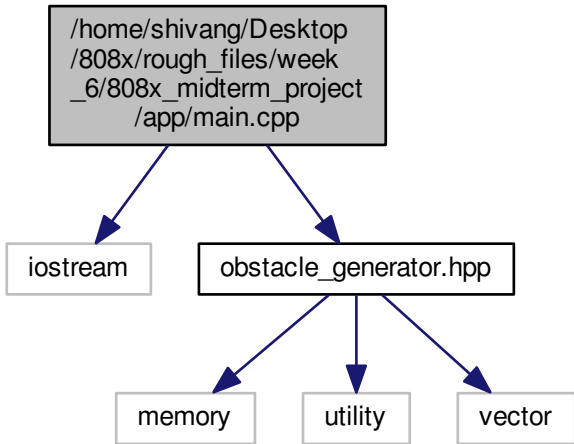 /home/shivang/Desktop
/808x/rough_files/week
_6/808x_midterm_project
/app/main.cpp
iostream
obstacle_generator.hpp
memory
utility
vector